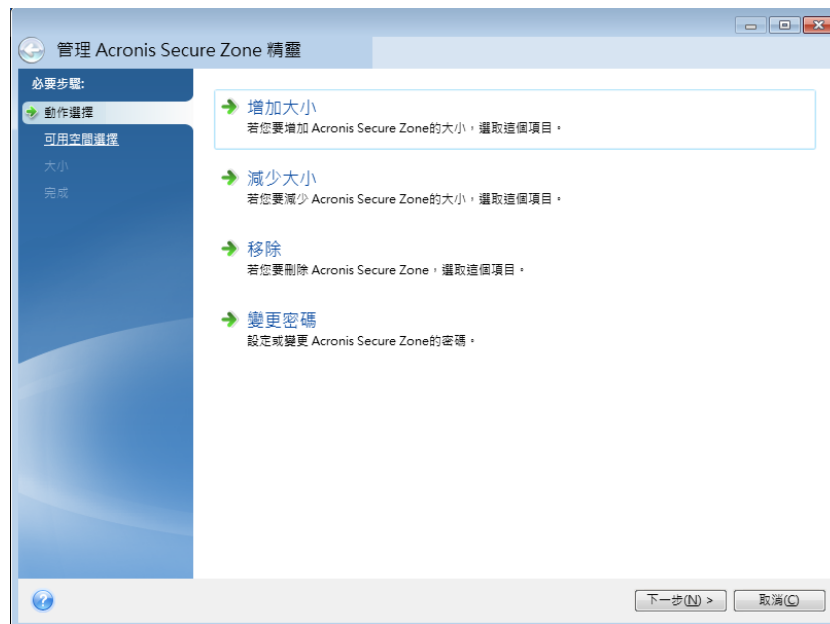 管理 Acronis Secure Zone 精靈
必要步驟:
動作選擇
可用空間選擇
大小
完成
增加大小
若您要增加 Acronis Secure Zone的大小，選取這個項目。
減少大小
若您要減少 Acronis Secure Zone的大小，選取這個項目。
移除
若您要刪除 Acronis Secure Zone，選取這個項目。
變更密碼
設定或變更 Acronis Secure Zone的密碼。
下一步(N) >
取消(C)